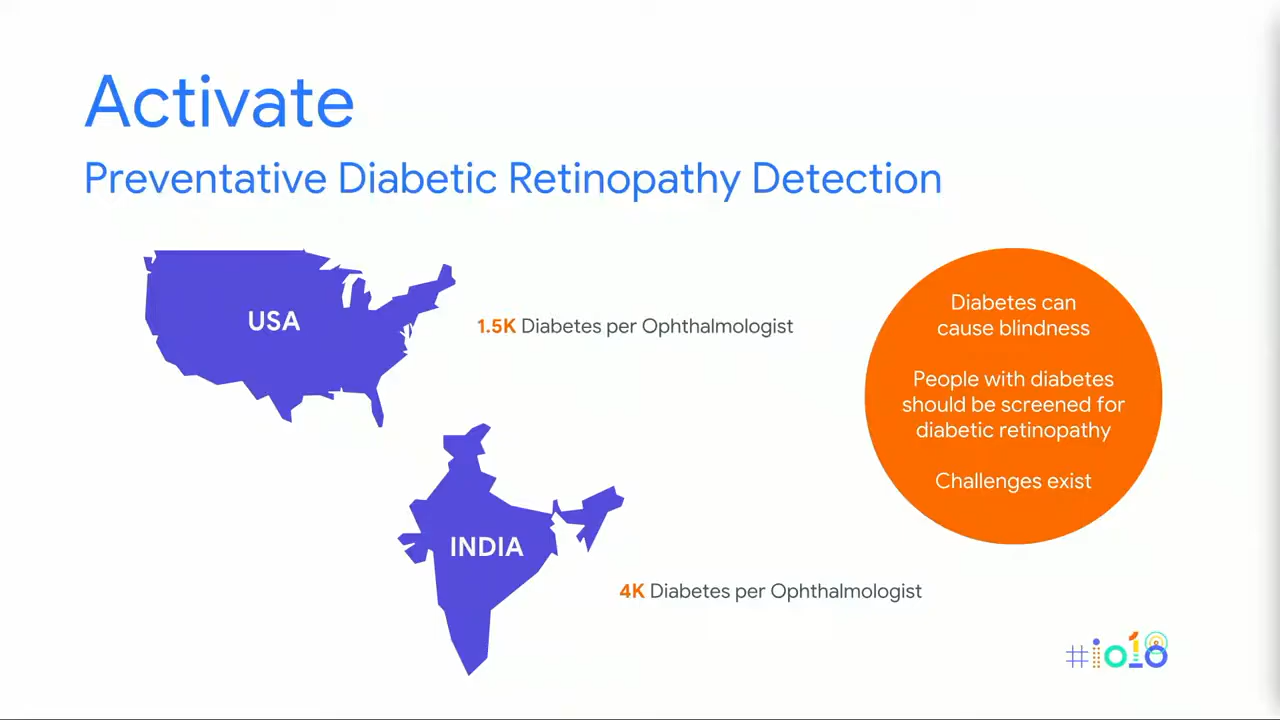 Activate
Preventative Diabetic Retinopathy Detection
USA
1.5K Diabetes per Ophthalmologist
Diabetes can
cause blindness
People with diabetes
should be screened for
diabetic retinopathy
Challenges exist
INDIA
4K Diabetes per Ophthalmologist
#io18